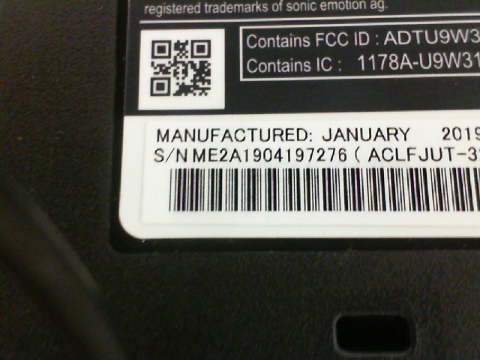 registered trademarks of sonic emotion ag.
Contains FCC ID : ADTU9W3
Contains IC : 1178A-U9W31
MANUFACTURED: JANUARY 2019
S/N ME2A1904197276 ( ACLFJUT-3